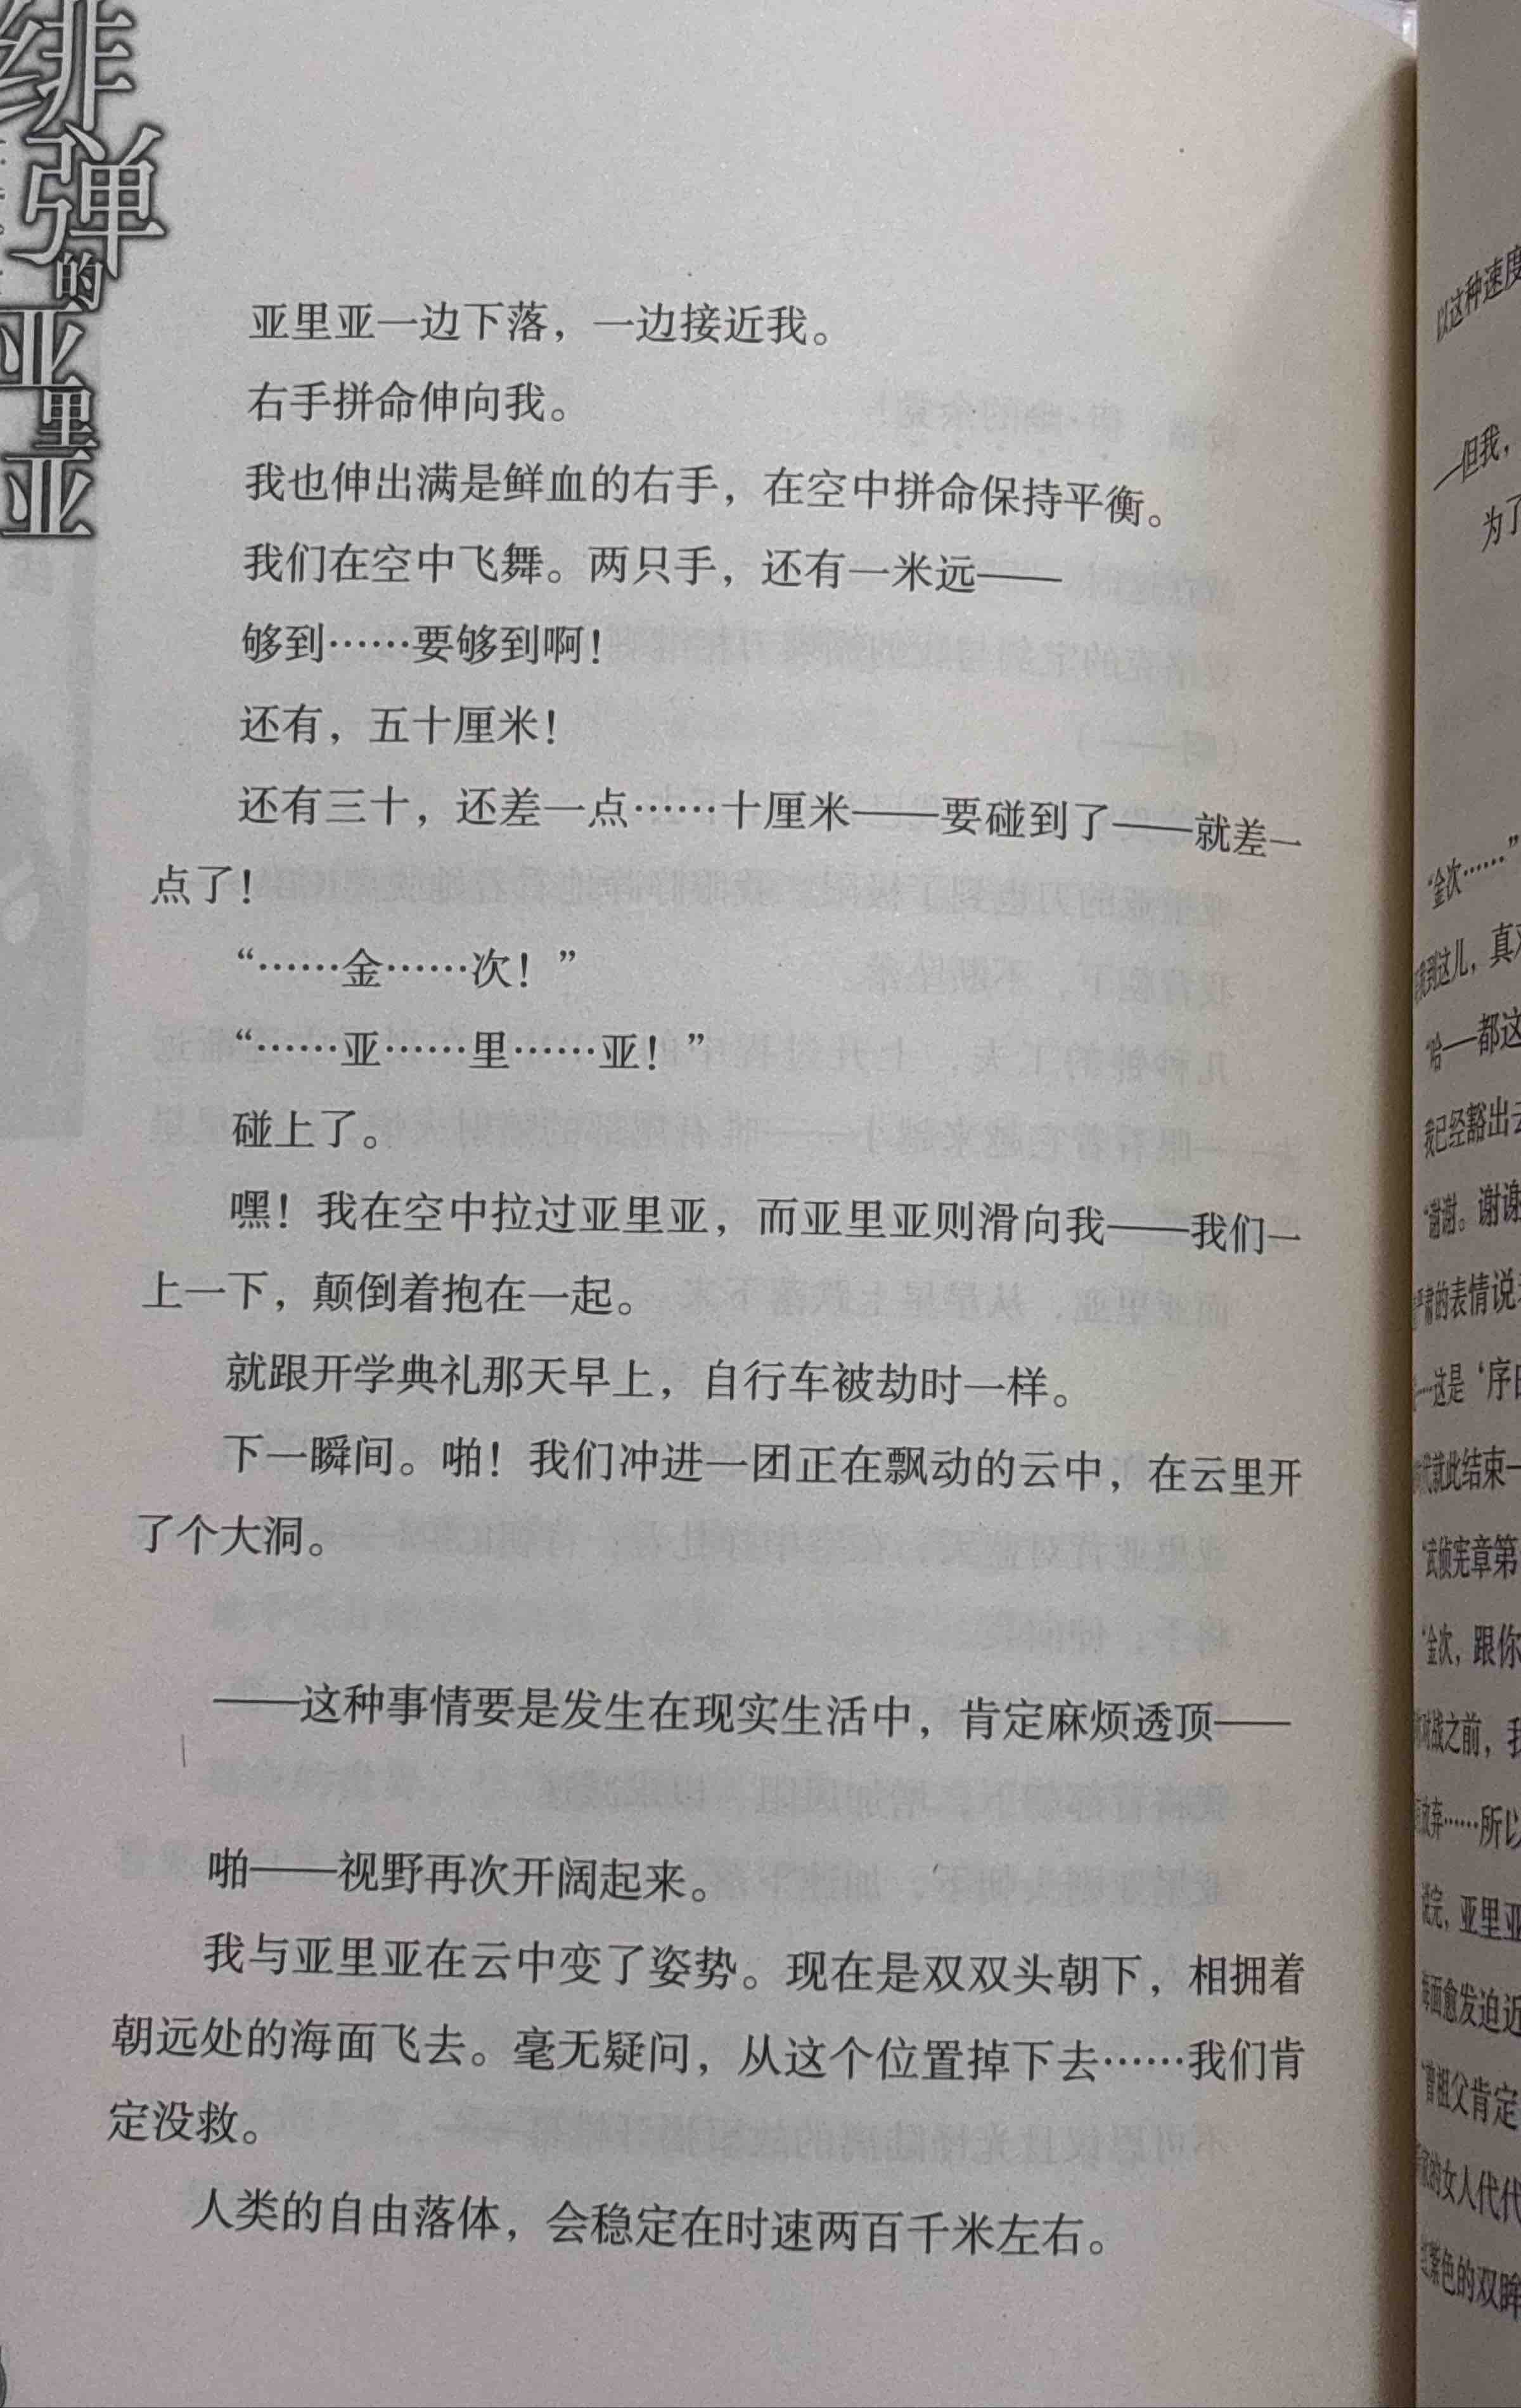 绯弹的亚里亚
亚里亚一边下落，一边接近我。
右手拼命伸向我。
我也伸出满是鲜血的右手，在空中拼命保持平衡。
我们在空中飞舞。两只手，还有一米远——
够到……要够到啊！
还有，五十厘米！
还有三十，还差一点……十厘米——要碰到了——就差一
点了！
“……金……次！”
“……亚……里……亚！”
碰上了。
嘿！我在空中拉过亚里亚，而亚里亚则滑向我——我们一
上一下，颠倒着抱在一起。
就跟开学典礼那天早上，自行车被劫时一样。
下一瞬间。啪！我们冲进一团正在飘动的云中，在云里开
了个大洞。
——这种事情要是发生在现实生活中，肯定麻烦透顶——
啪——视野再次开阔起来。
我与亚里亚在云中变了姿势。现在是双双头朝下，相拥着
朝远处的海面飞去。毫无疑问，从这个位置掉下去……我们肯
定没救。
人类的自由落体，会稳定在时速两百千米左右。
以这种速度
—但我，
为了
“金次……”
到这儿，真
“哈—都这
我已经豁出去
“谢谢。谢谢
严肃的表情说
—这是‘序
就此结束一
“武侦宪章第
“金次，跟你
对战之前，我
放弃……所以
说完，亚里亚
海面愈发迫近
“曾祖父肯定
的女人代代
紫色的双眸